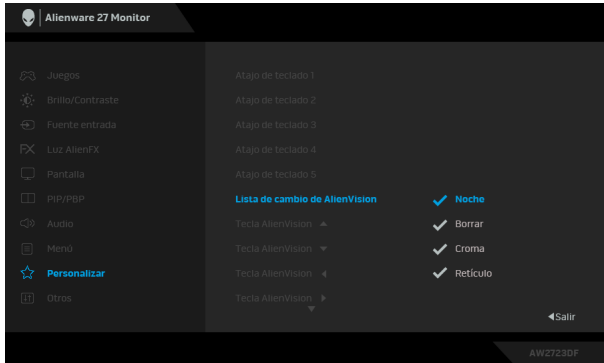 Alienware 27 Monitor
Juegos
Atajo de teclado 1
Brillo/Contraste
Atajo de teclado 2
Fuente entrada
Atajo de teclado 3
FX Luz AlienFX
Atajo de teclado 4
Pantalla
Atajo de teclado 5
PIP/PBP
Lista de cambio de AlienVision
Noche
Audio
Tecla AlienVision ▲
Borrar
Menú
Tecla AlienVision ▼
Croma
Personalizar
Tecla AlienVision ◀
Retículo
Otros
Tecla AlienVision ▶
◀Salir
AW2723DF